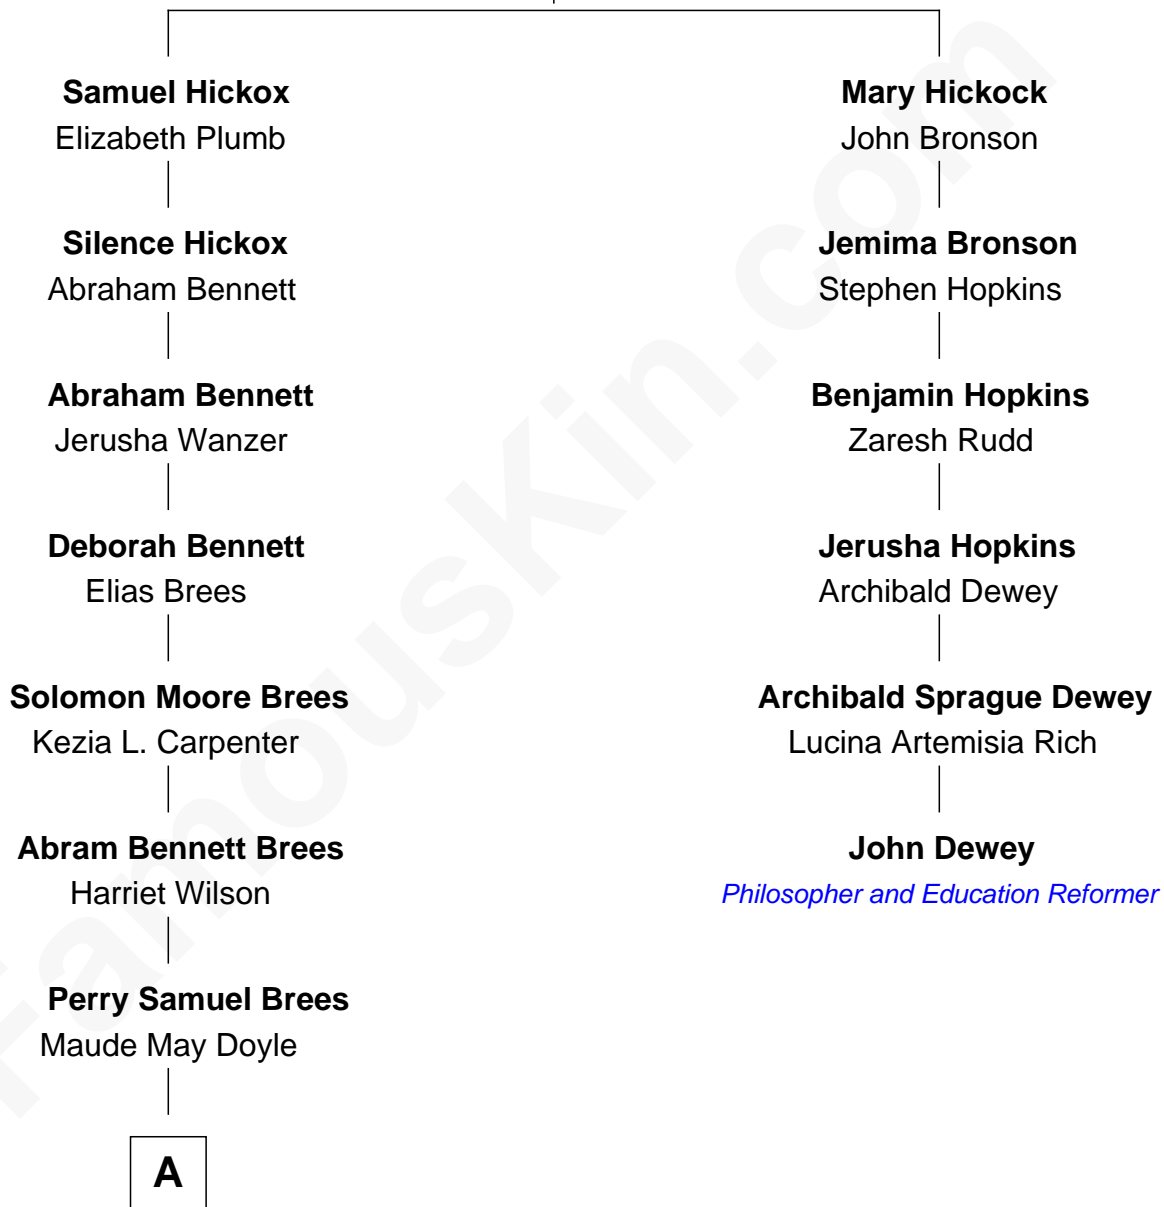 Samuel Hickox
Elizabeth Plumb
Silence Hickox
Abraham Bennett
Abraham Bennett
Jerusha Wanzer
Deborah Bennett
Elias Brees
Solomon Moore Brees
Kezia L. Carpenter
Abram Bennett Brees
Harriet Wilson
Perry Samuel Brees
Maude May Doyle
A
Mary Hickock
John Bronson
Jemima Bronson
Stephen Hopkins
Benjamin Hopkins
Zaresh Rudd
Jerusha Hopkins
Archibald Dewey
Archibald Sprague Dewey
Lucina Artemisia Rich
John Dewey
Philosopher and Education Reformer
FamousKin.com